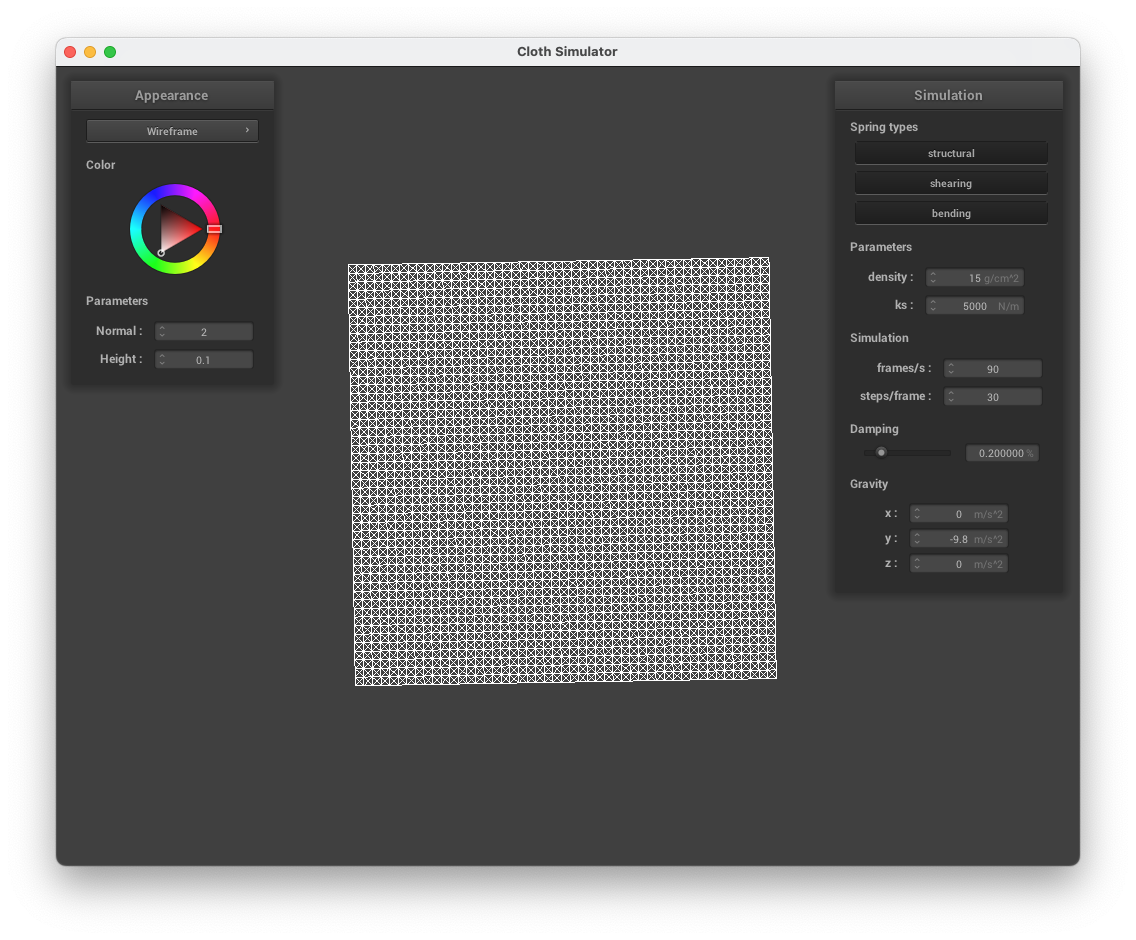 Cloth Simulator
Appearance
Wireframe
Color
Parameters
Normal : 2
Height : 0.1
Simulation
Spring types
structural
shearing
bending
Parameters
density : 15 g/cm^2
ks : 5000 N/m
Simulation
frames/s : 90
steps/frame : 30
Damping
0.200000 %
Gravity
x : 0 m/s^2
y : -9.8 m/s^2
z : 0 m/s^2